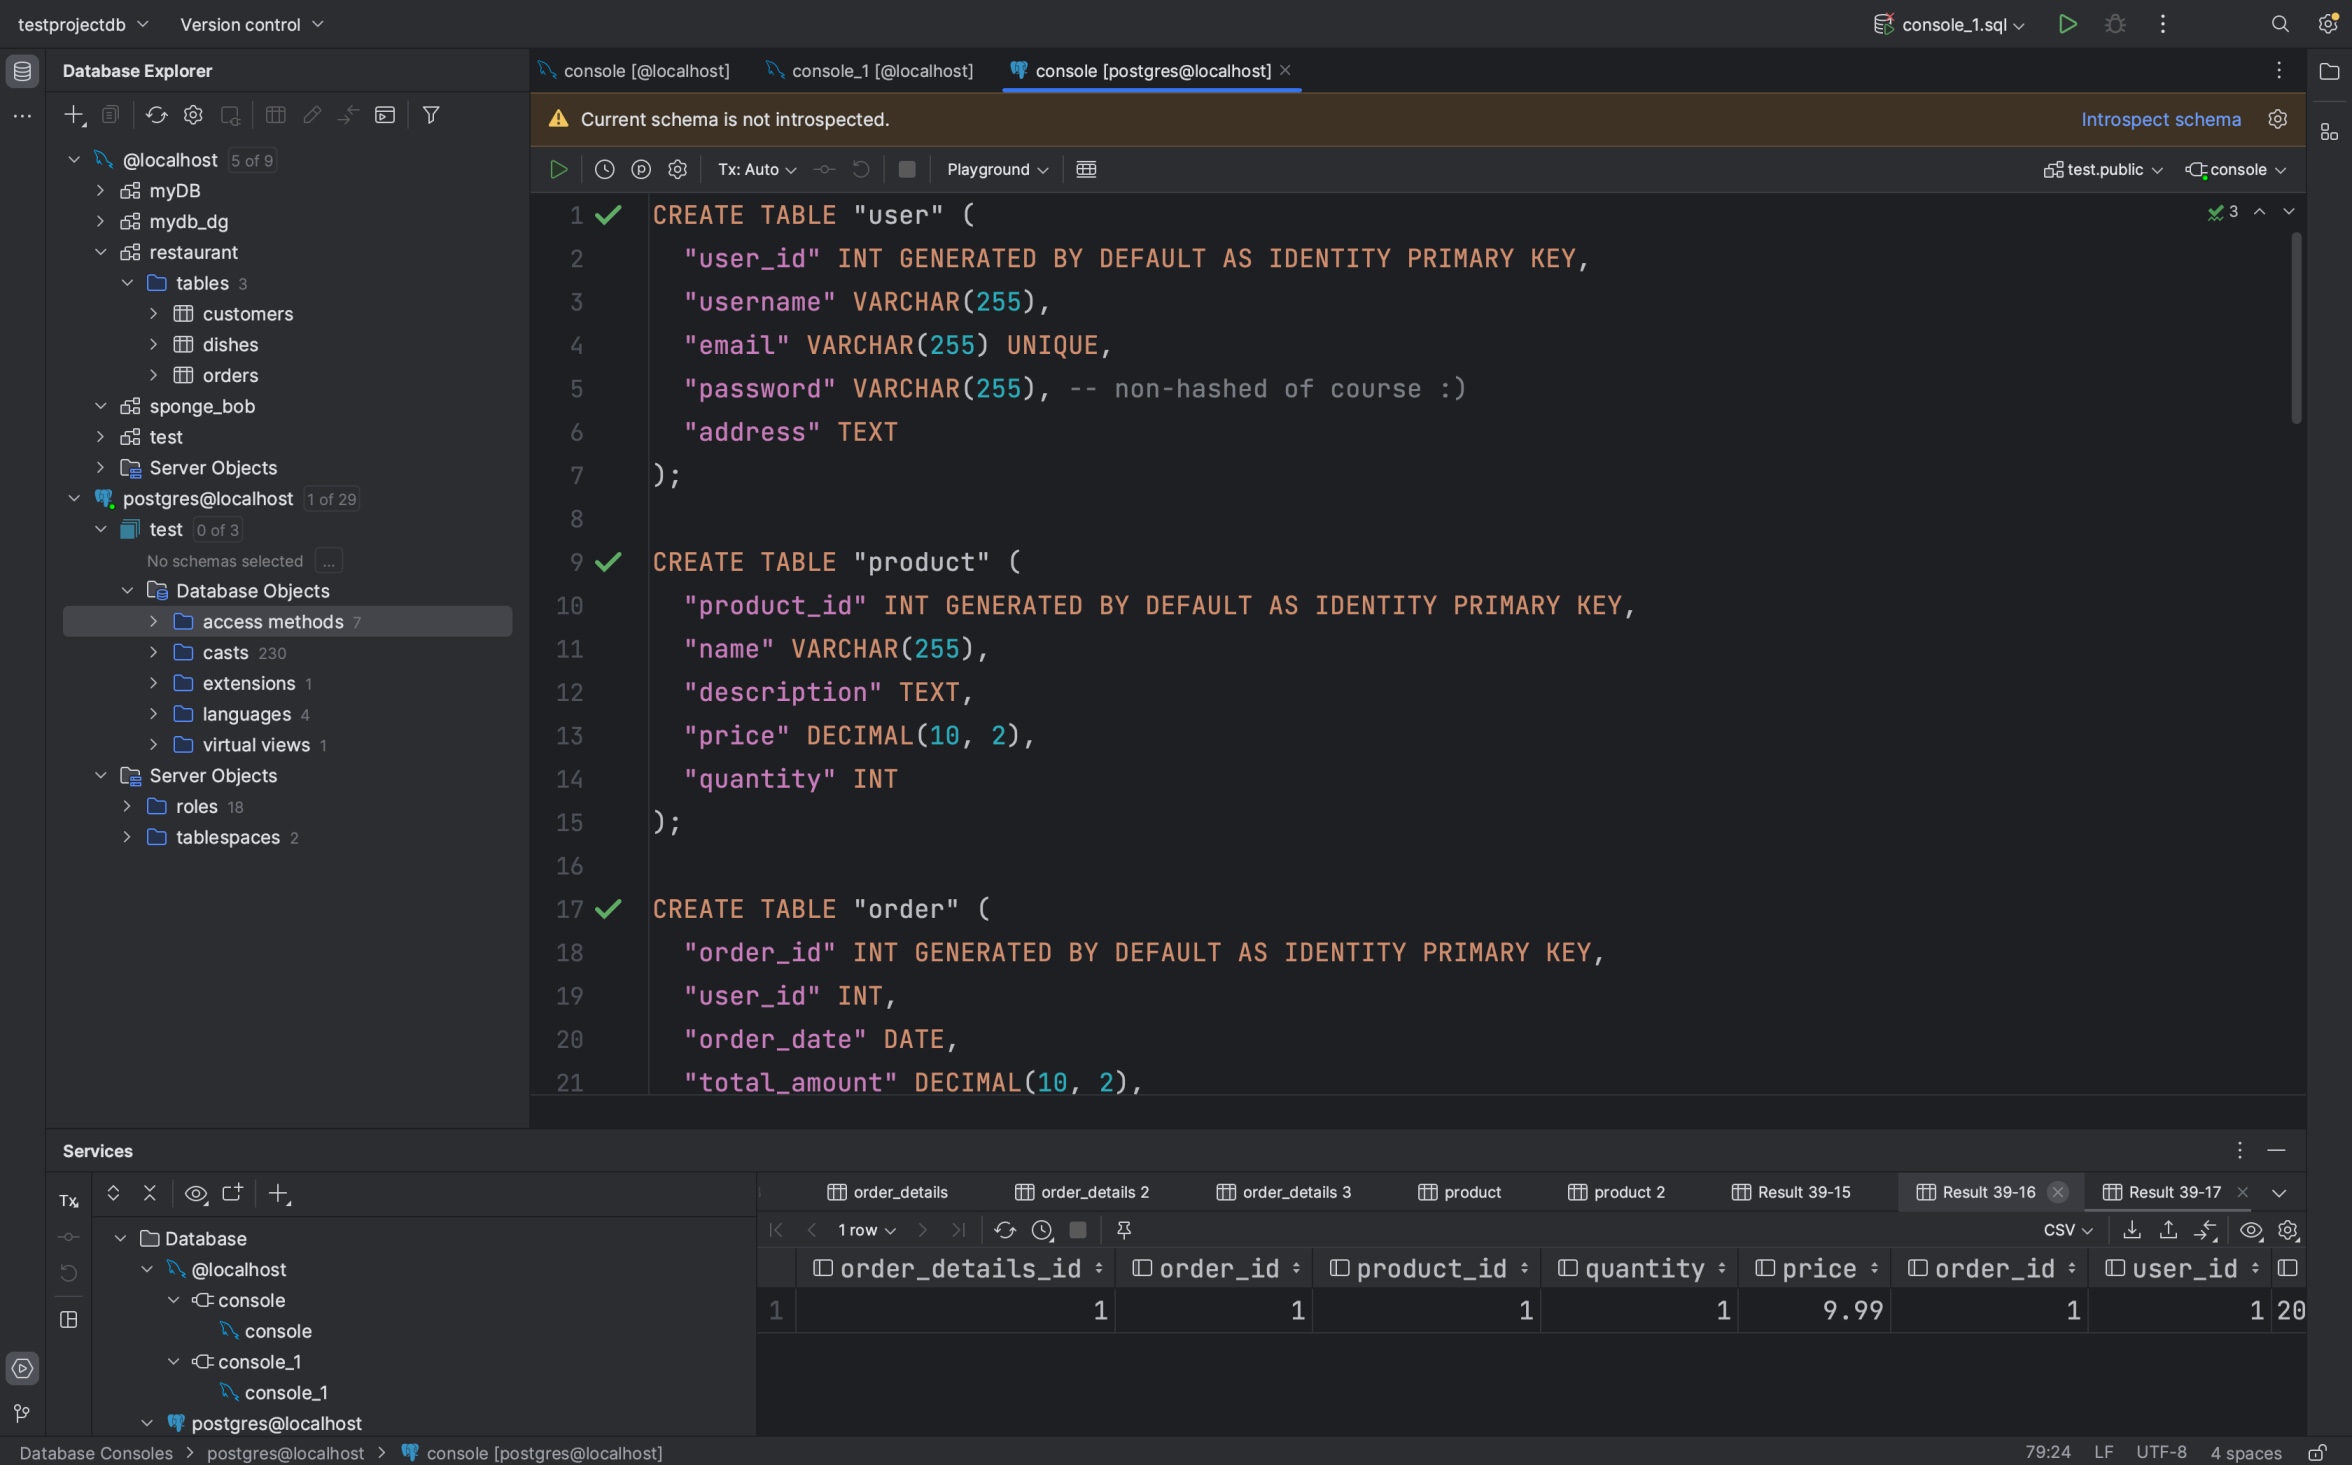 testprojectdb Version control console_1.sql
Database Explorer
console [@localhost] console_1 [@localhost] console [postgres@localhost]
Current schema is not introspected. Introspect schema
Tx: Auto Playground test.public console
@localhost 5 of 9
myDB
mydb_dg
restaurant
tables 3
customers
dishes
orders
sponge_bob
test
Server Objects
postgres@localhost 1 of 29
test 0 of 3
No schemas selected ...
Database Objects
access methods 7
casts 230
extensions 1
languages 4
virtual views 1
Server Objects
roles 18
tablespaces 2
3
1 CREATE TABLE "user" (
2 "user_id" INT GENERATED BY DEFAULT AS IDENTITY PRIMARY KEY,
3 "username" VARCHAR(255),
4 "email" VARCHAR(255) UNIQUE,
5 "password" VARCHAR(255), -- non-hashed of course :)
6 "address" TEXT
7 );
8
9 CREATE TABLE "product" (
10 "product_id" INT GENERATED BY DEFAULT AS IDENTITY PRIMARY KEY,
11 "name" VARCHAR(255),
12 "description" TEXT,
13 "price" DECIMAL(10, 2),
14 "quantity" INT
15 );
16
17 CREATE TABLE "order" (
18 "order_id" INT GENERATED BY DEFAULT AS IDENTITY PRIMARY KEY,
19 "user_id" INT,
20 "order_date" DATE,
21 "total_amount" DECIMAL(10, 2),
Services
Tx
Database
@localhost
console
console
console_1
console_1
postgres@localhost
order_details order_details 2 order_details 3 product product 2 Result 39-15 Result 39-16 Result 39-17
1 row CSV
order_details_id order_id product_id quantity price order_id user_id
1 1 1 1 1 9.99 1 1 20
Database Consoles > postgres@localhost > console [postgres@localhost] 79:24 LF UTF-8 4 spaces